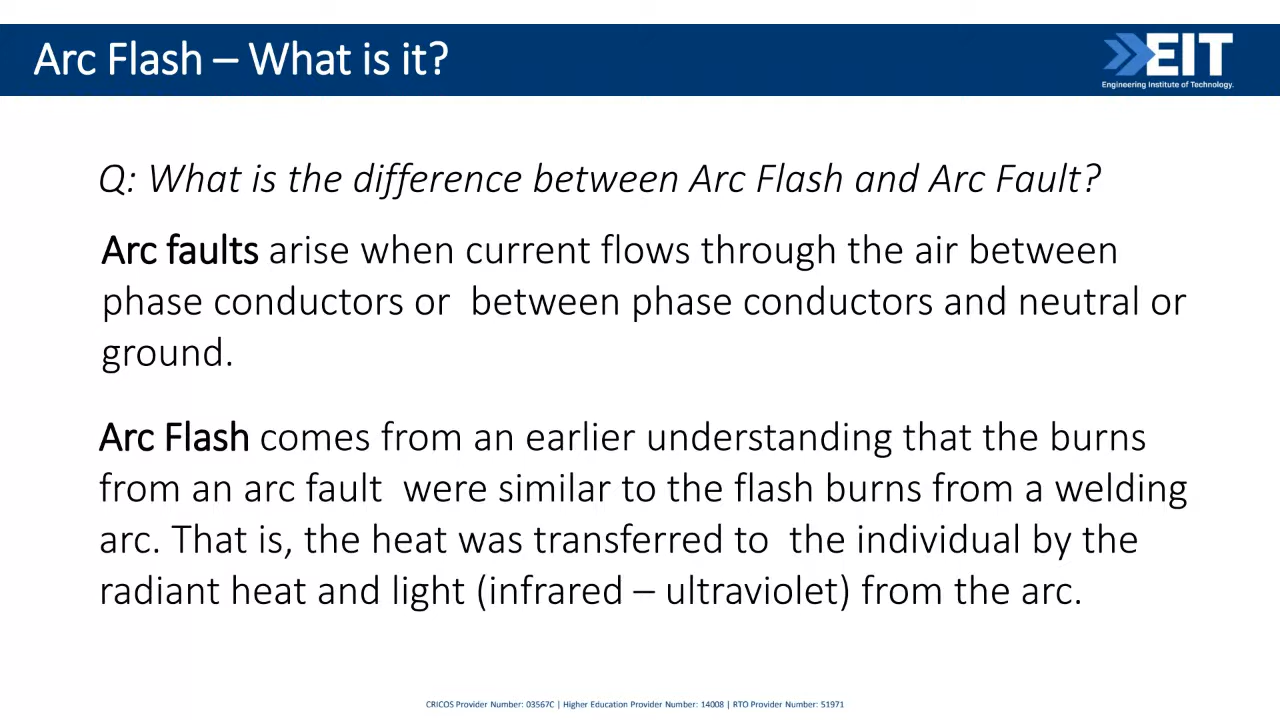 Arc Flash – What is it?
EIT
Engineering Institute of Technology.
Q: What is the difference between Arc Flash and Arc Fault?
Arc faults arise when current flows through the air between
phase conductors or  between phase conductors and neutral or
ground.
Arc Flash comes from an earlier understanding that the burns
from an arc fault  were similar to the flash burns from a welding
arc. That is, the heat was transferred to  the individual by the
radiant heat and light (infrared – ultraviolet) from the arc.
CRICOS Provider Number: 03567C | Higher Education Provider Number: 14008 | RTO Provider Number: 51971